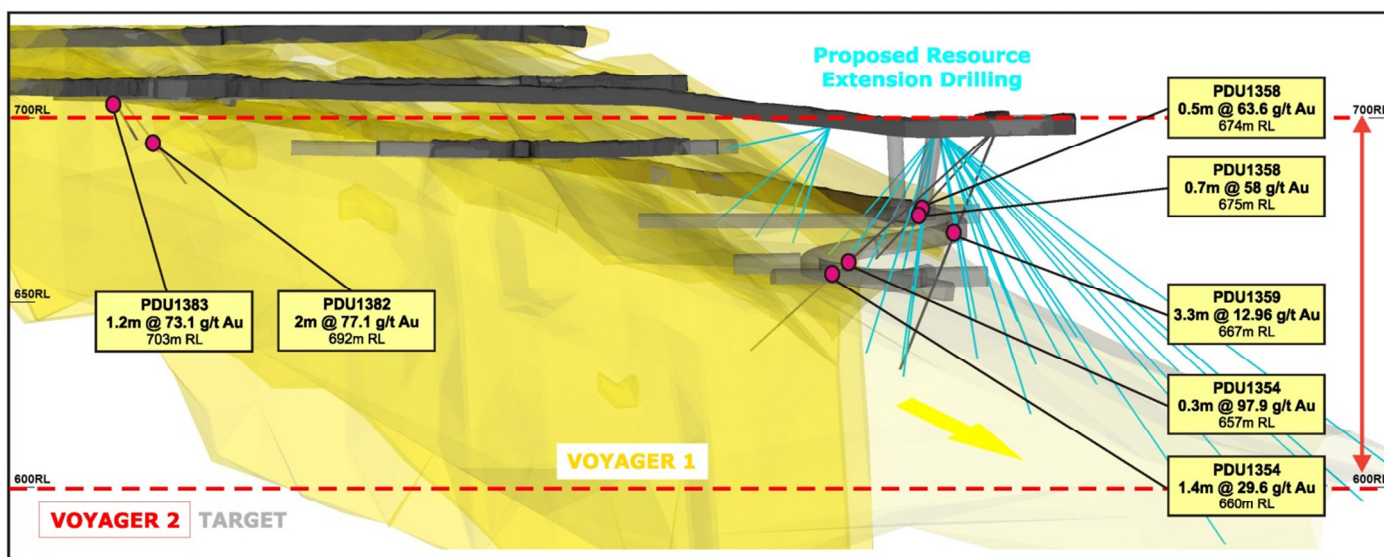 Proposed Resource
Extension Drilling
700RL
700RL
PDU1358
0.5m @ 63.6 g/t Au
674m RL
PDU1358
0.7m @ 58 g/t Au
675m RL
650RL
PDU1383
1.2m @ 73.1 g/t Au
703m RL
PDU1382
2m @ 77.1 g/t Au
692m RL
PDU1359
3.3m @ 12.96 g/t Au
667m RL
PDU1354
0.3m @ 97.9 g/t Au
657m RL
VOYAGER 1
PDU1354
1.4m @ 29.6 g/t Au
660m RL
600RL
600RL
VOYAGER 2 TARGET